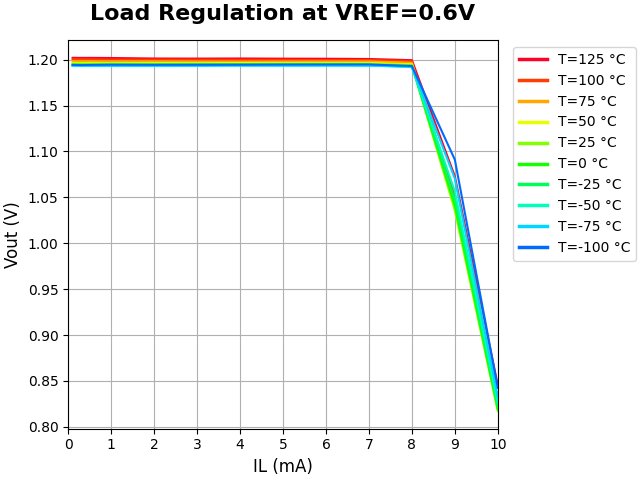 Load Regulation at VREF=0.6V
1.20
1.15
1.10
1.05
1.00
0.95
0.90
0.85
0.80
Vout (V)
0 1 2 3 4 5 6 7 8 9 10
IL (mA)
T=125 °C
T=100 °C
T=75 °C
T=50 °C
T=25 °C
T=0 °C
T=-25 °C
T=-50 °C
T=-75 °C
T=-100 °C